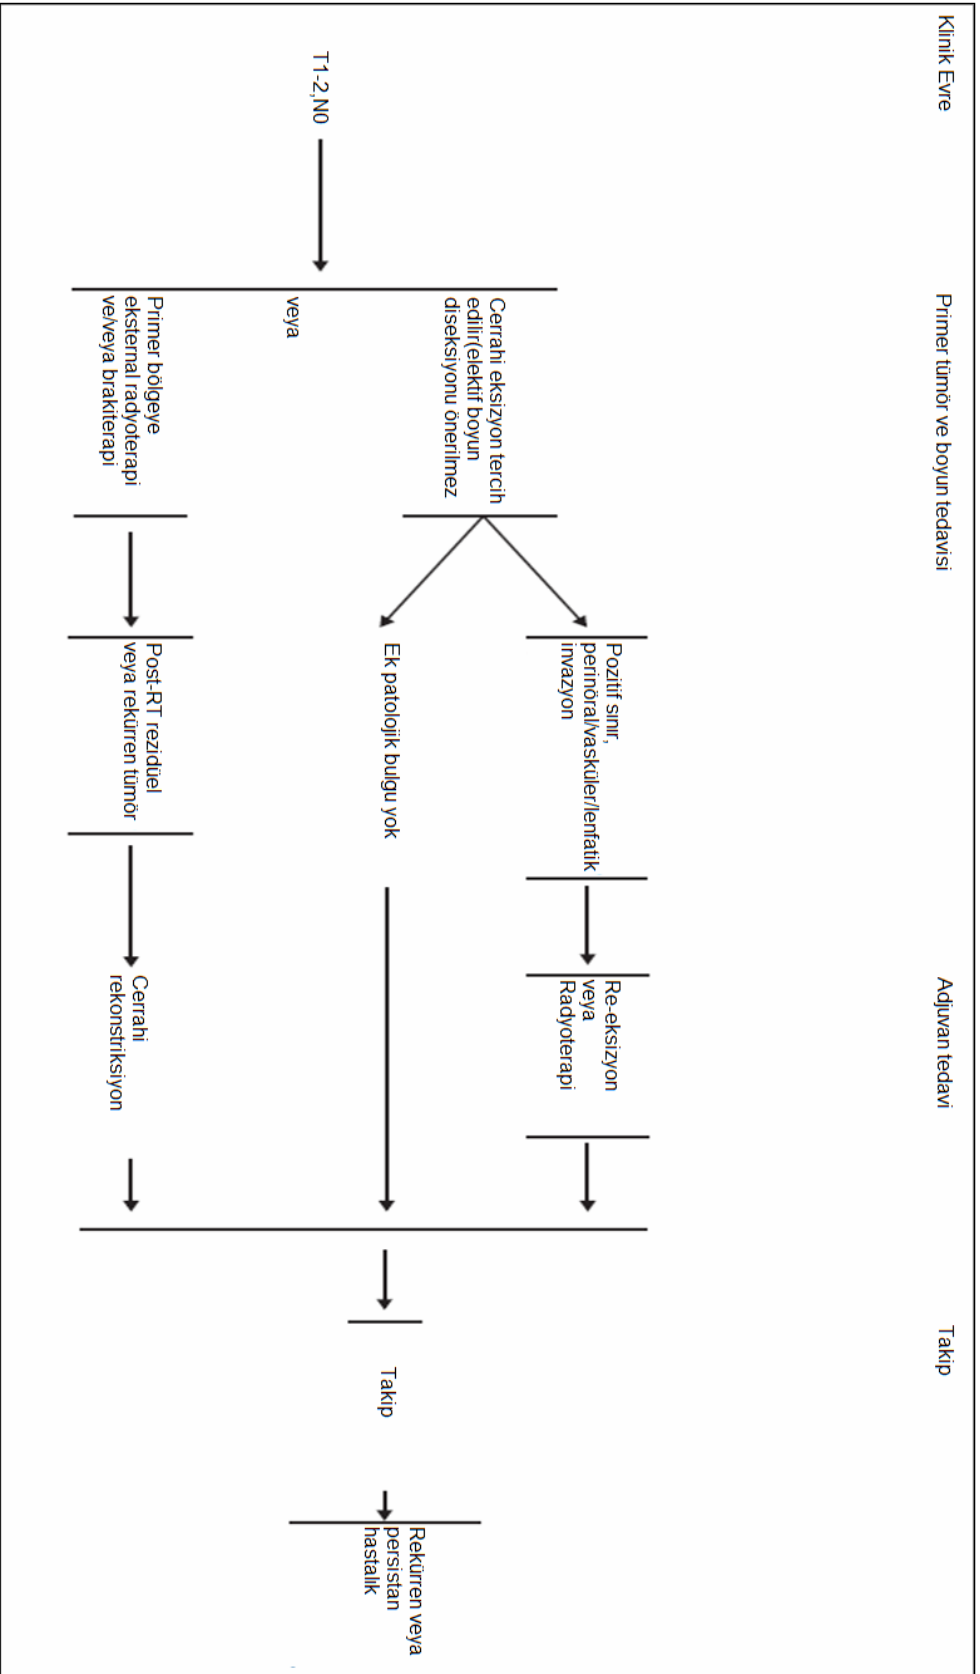 Klinik Evre
Primer tümör ve boyun tedavisi
Adjuvan tedavi
Takip
T1-2,N0
Cerrahi eksizyon tercih
edilir(elektif boyun
diseksiyonu önerilmez
veya
Primer bölgeye
eksternal radyoterapi
ve/veya brakiterapi
Pozitif sınır,
perinöral/vasküler/lenfatik
invazyon
Ek patolojik bulgu yok
Post-RT rezidüel
veya rekürren tümör
Re-eksizyon
veya
Radyoterapi
Cerrahi
rekonstriksiyon
Takip
Rekürren veya
persistan
hastalık